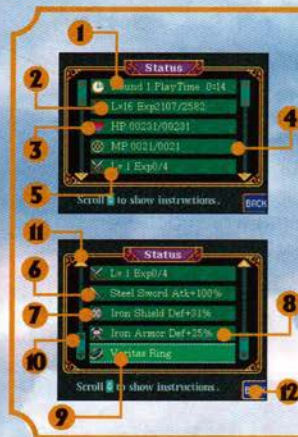 1
Status
2
Round 1 PlayTime 0:14
Lv16 Exp2107/2582
3
HP 00231/00231
4
MP 0021/0021
5
Lv.1 Exp0/4
Scroll to show instructions.
BACK
11
Status
6
Lv.1 Exp0/4
Steel Sword Atk+100%
7
Iron Shield Def+31%
8
Iron Armor Def+25%
10
Veritas Ring
9
Scroll to show instructions.
12